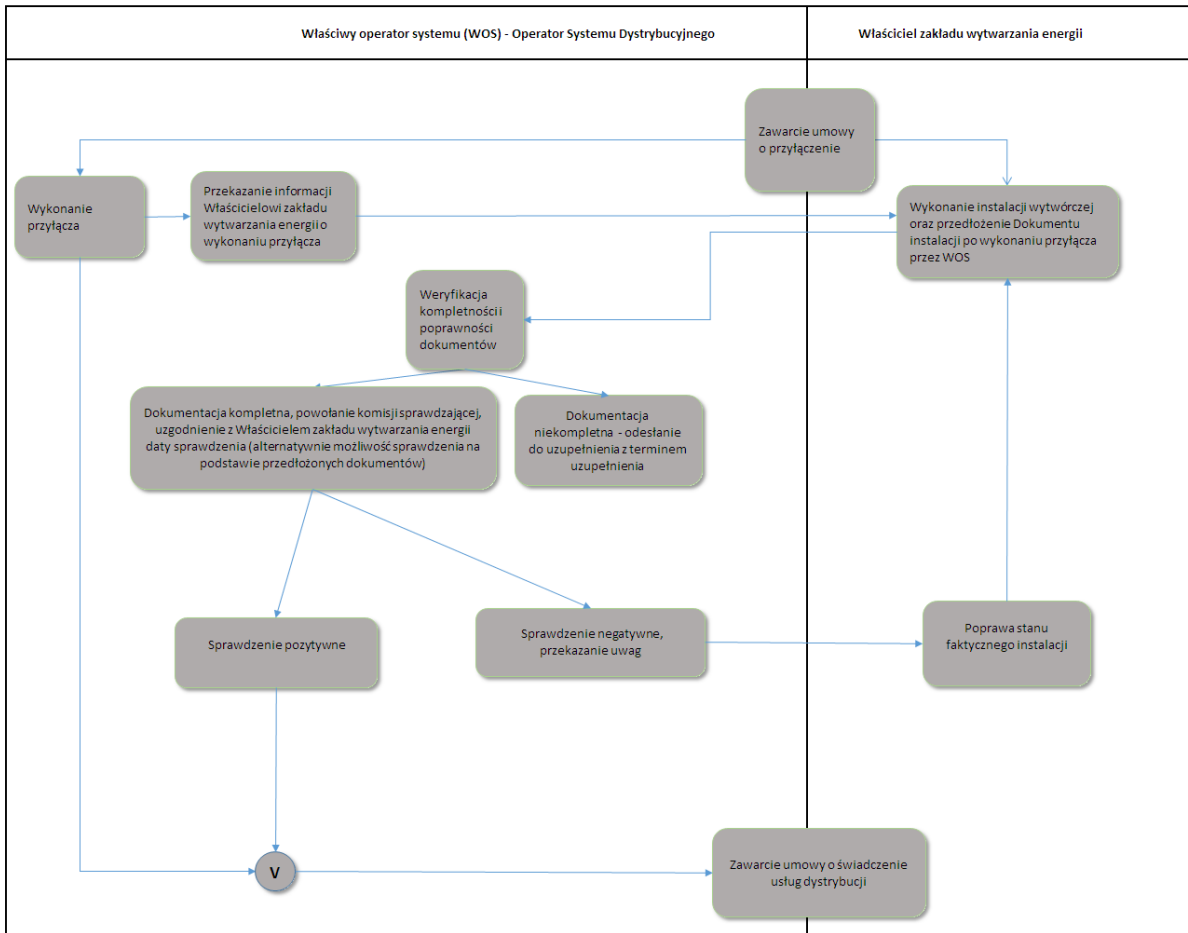 Właściwy operator systemu (WOS) - Operator Systemu Dystrybucyjnego
Właściciel zakładu wytwarzania energii
Zawarcie umowy
o przyłączenie
Wykonanie
przyłącza
Przekazanie informacji
Właścicielowi zakładu
wytwarzania energii o
wykonaniu przyłącza
Wykonanie instalacji wytwórczej
oraz przedłożenie Dokumentu
instalacji po wykonaniu przyłącza
przez WOS
Weryfikacja
kompletności i
poprawności
dokumentów
Dokumentacja kompletna, powołanie komisji sprawdzającej,
uzgodnienie z Właścicielem zakładu wytwarzania energii
daty sprawdzenia (alternatywnie możliwość sprawdzenia na
podstawie przedłożonych dokumentów)
Dokumentacja
niekompletna - odesłanie
do uzupełnienia z terminem
uzupełnienia
Sprawdzenie pozytywne
Sprawdzenie negatywne,
przekazanie uwag
Poprawa stanu
faktycznego instalacji
V
Zawarcie umowy o świadczenie
usług dystrybucji